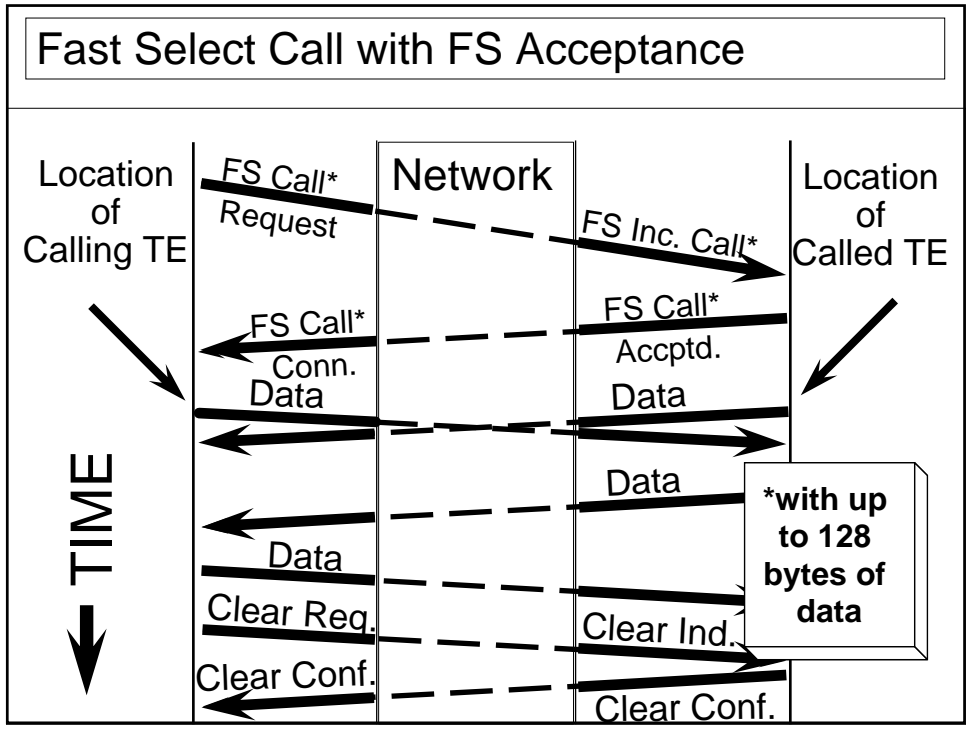 Fast Select Call with FS Acceptance
Location
of
Calling TE
FS Call*
Request
Network
FS Inc. Call*
Location
of
Called TE
FS Call*
Conn.
FS Call*
Accptd.
Data
Data
TIME
Data
*with up
to 128
bytes of
data
Data
Clear Req.
Clear Ind.
Clear Conf.
Clear Conf.